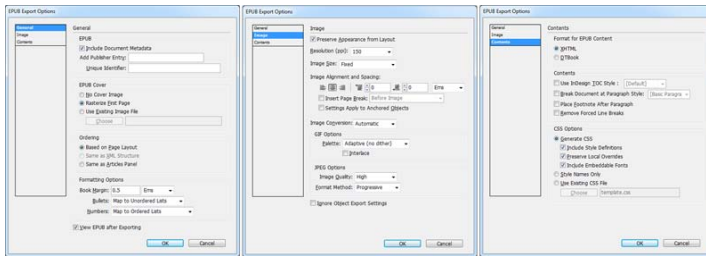 EPUB Export Options
General
Image
Contents
General
EPUB
Include Document Metadata
Add Publisher Entry:
Unique Identifier:
EPUB Cover
No Cover Image
Rasterize First Page
Use Existing Image File
Choose
Ordering
Based on Page Layout
Same as XML Structure
Same as Articles Panel
Formatting Options
Book Margin: 0.5 Ems
Bullets: Map to Unordered Lists
Numbers: Map to Ordered Lists
View EPUB after Exporting
OK Cancel
EPUB Export Options
General
Image
Contents
Image
Preserve Appearance from Layout
Resolution (ppi): 150
Image Size: Fixed
Image Alignment and Spacing:
0 0 Ems
Insert Page Break: Before Image
Settings Apply to Anchored Objects
Image Conversion: Automatic
GIF Options
Palette: Adaptive (no dither)
Interlace
JPEG Options
Image Quality: High
Format Method: Progressive
Ignore Object Export Settings
OK Cancel
EPUB Export Options
General
Image
Contents
Contents
Format for EPUB Content
XHTML
DTBook
Contents
Use InDesign TOC Style : [Default]
Break Document at Paragraph Style: [Basic Paragra
Place Footnote After Paragraph
Remove Forced Line Breaks
CSS Options
Generate CSS
Include Style Definitions
Preserve Local Overrides
Include Embeddable Fonts
Style Names Only
Use Existing CSS File
Choose template.css
OK Cancel